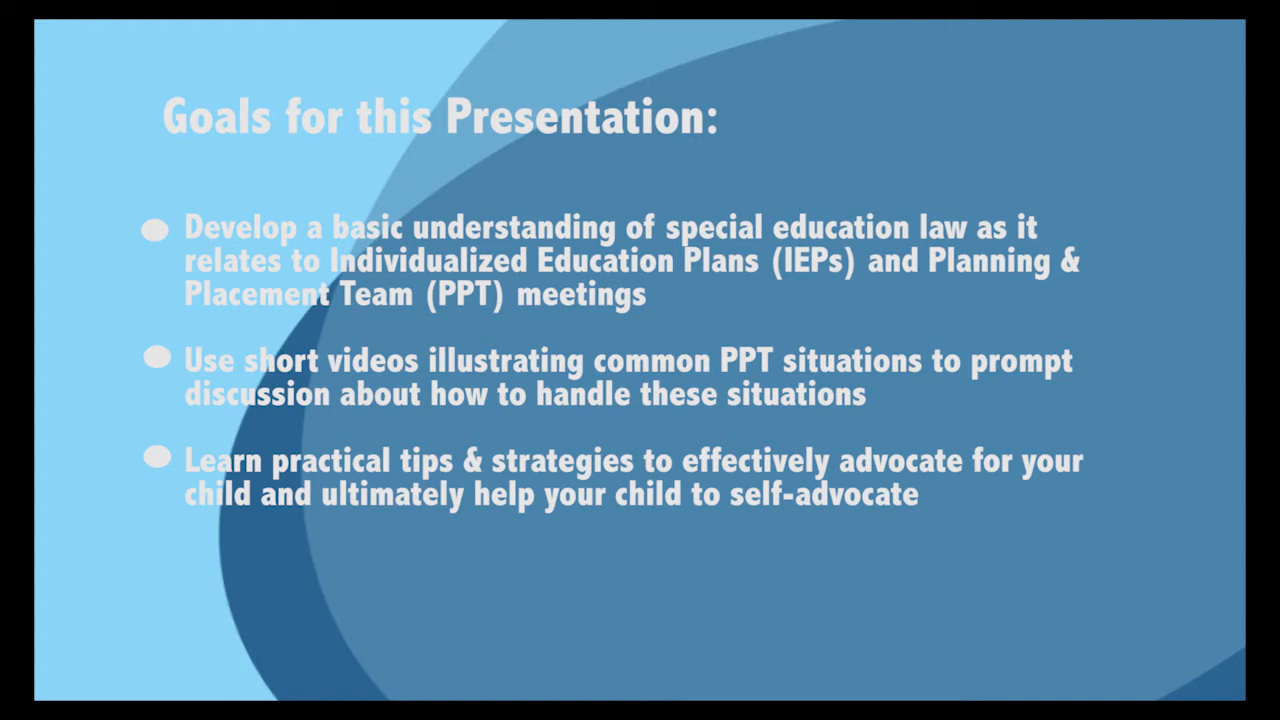 Goals for this Presentation:
Develop a basic understanding of special education law as it
relates to Individualized Education Plans (IEPs) and Planning &
Placement Team (PPT) meetings
Use short videos illustrating common PPT situations to prompt
discussion about how to handle these situations
Learn practical tips & strategies to effectively advocate for your
child and ultimately help your child to self-advocate